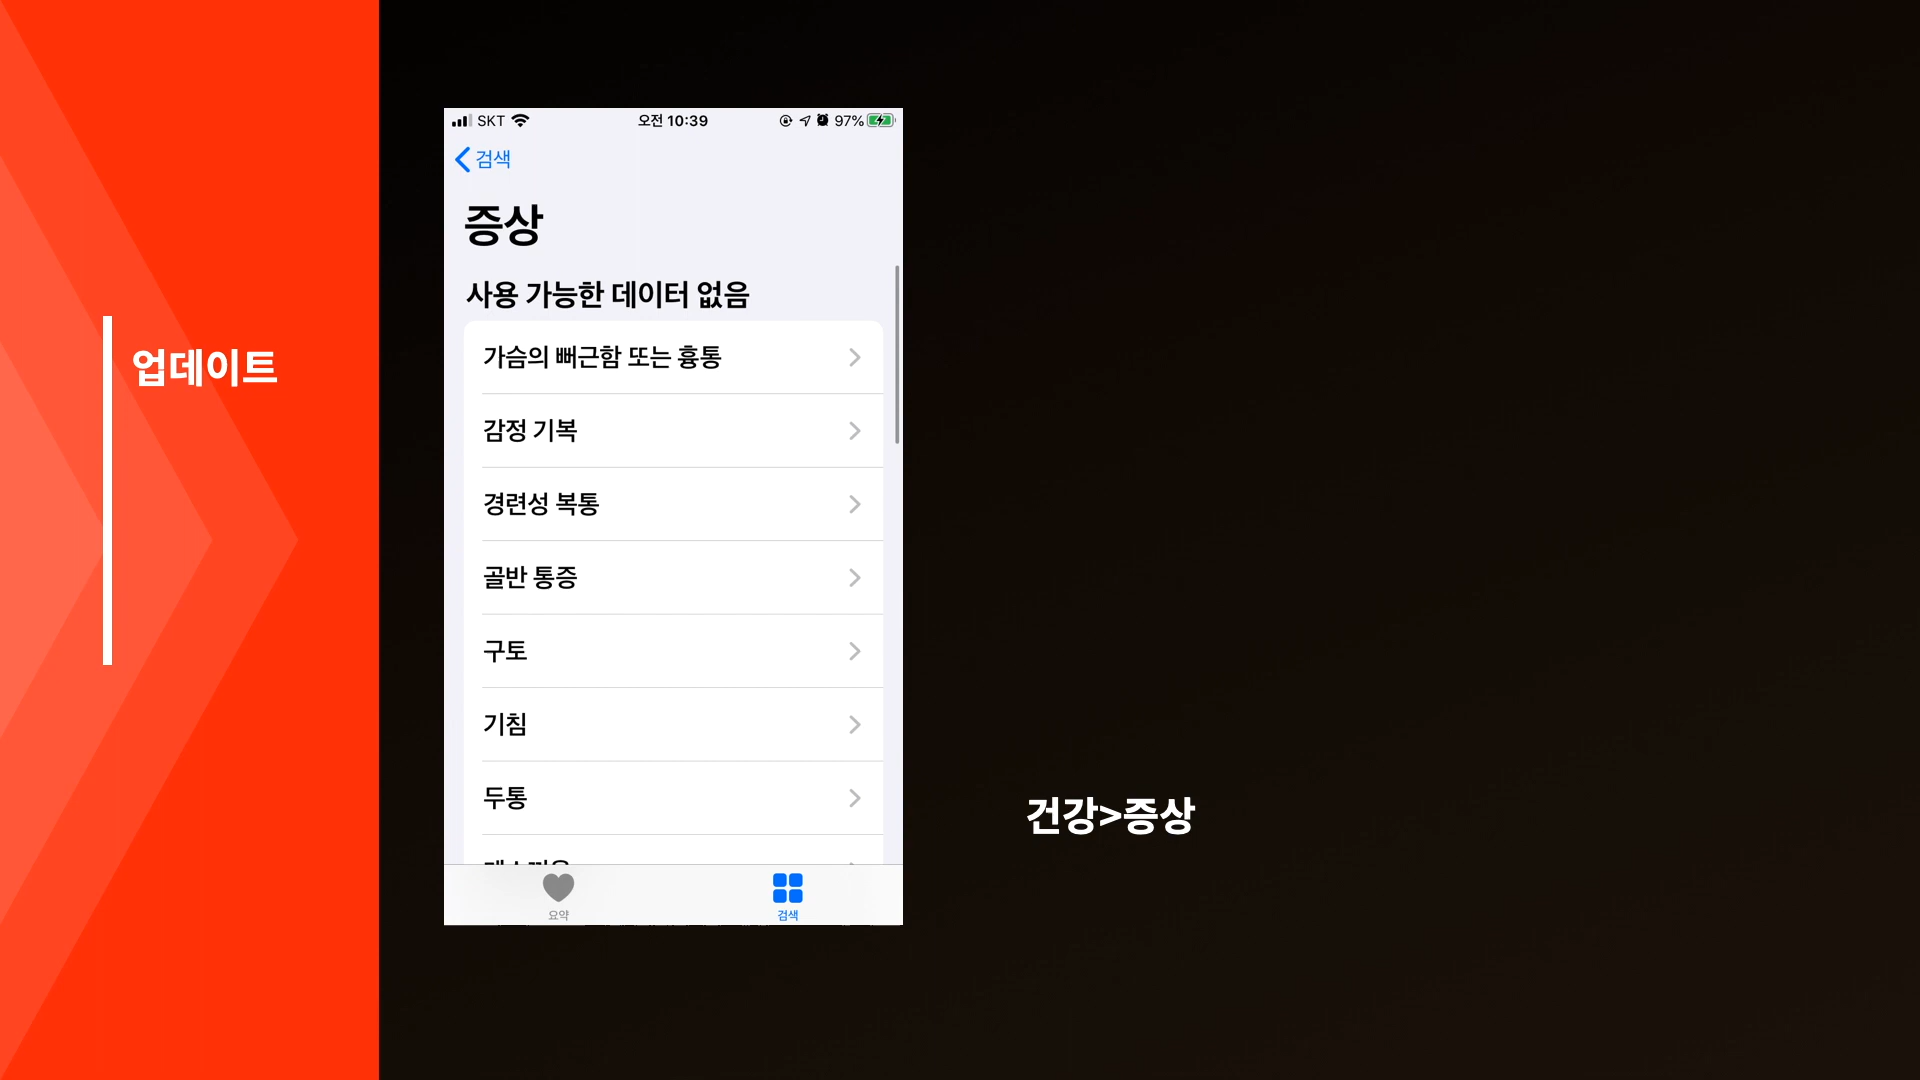 업데이트
SKT 오전 10:39 97%
검색
증상
사용 가능한 데이터 없음
가슴의 뻐근함 또는 흉통
감정 기복
경련성 복통
골반 통증
구토
기침
두통
요약 검색
건강>증상